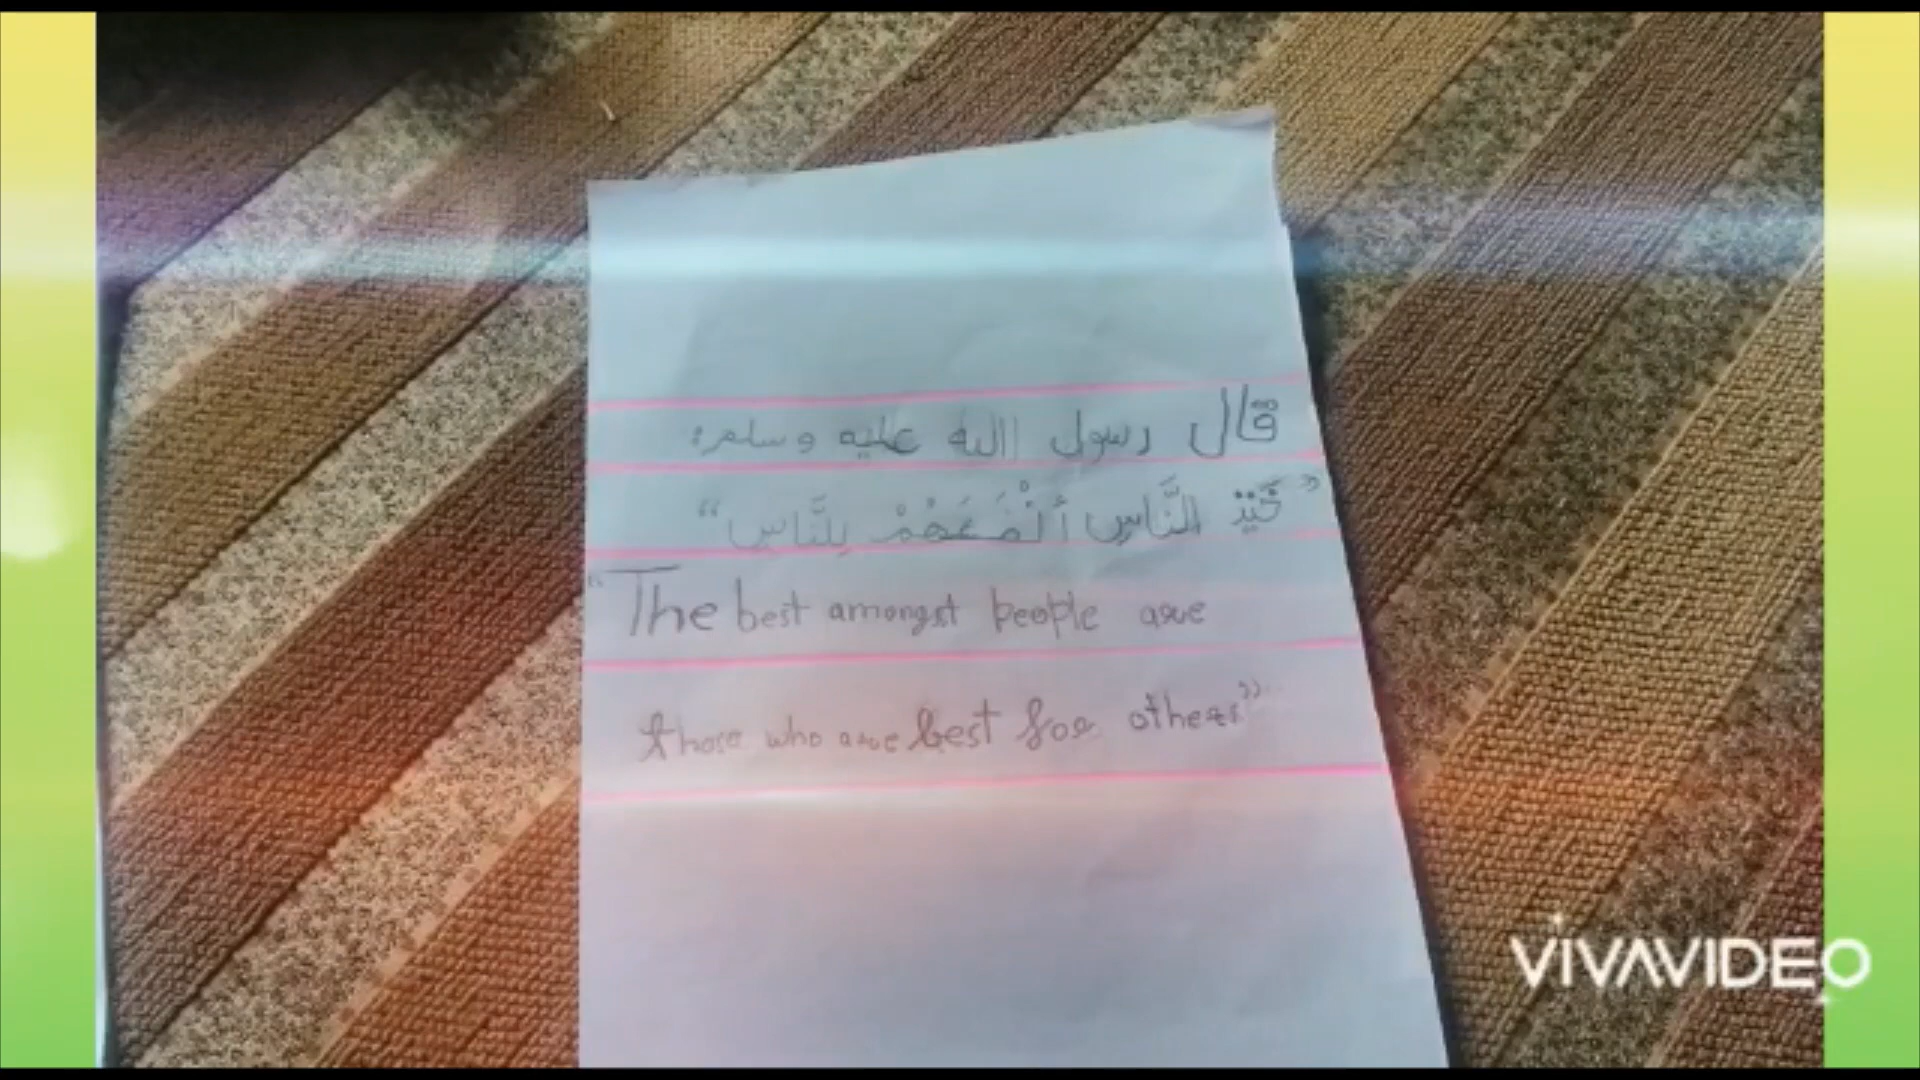 قال رسول االله عليه وسلم:
”خَيْرُ النَّاسِ أَنْفَعَهُمْ لِلنَّاسِ“
“The best amongst people are
those who are best for others”
VIVAVIDEO